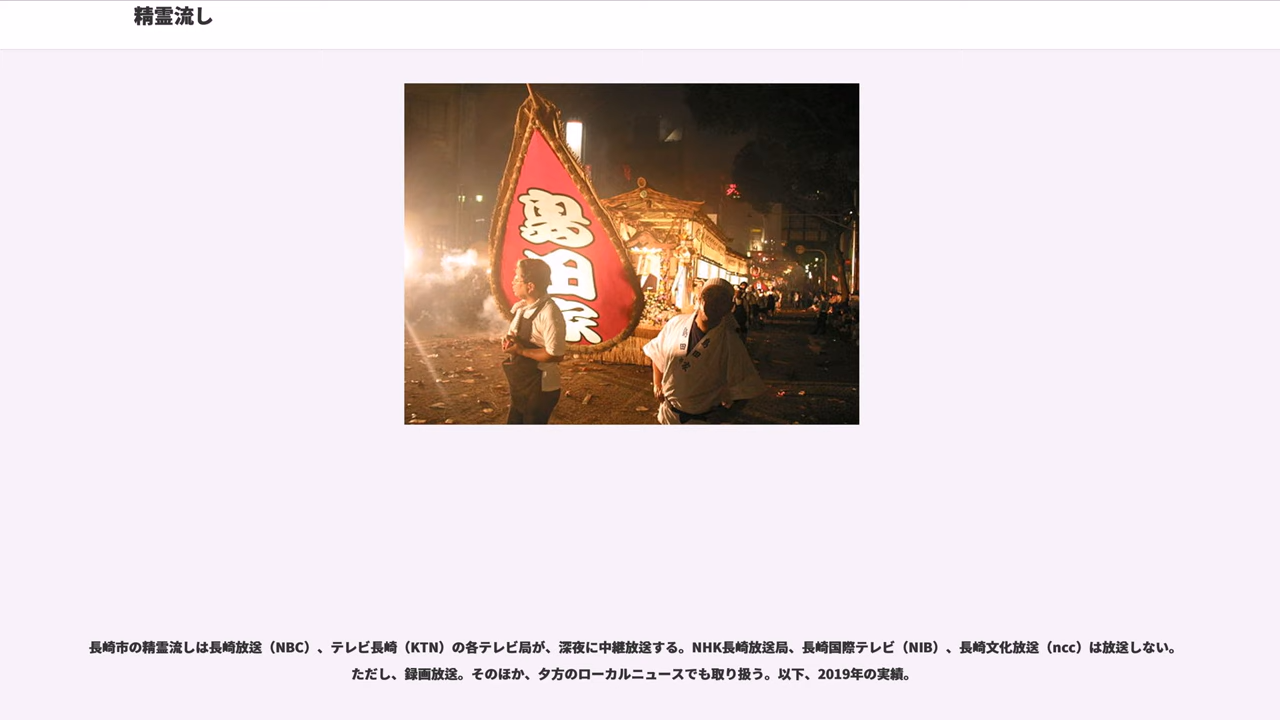 精霊流し
長崎市の精霊流しは長崎放送（NBC）、テレビ長崎（KTN）の各テレビ局が、深夜に中継放送する。NHK長崎放送局、長崎国際テレビ（NIB）、長崎文化放送（ncc）は放送しない。
ただし、録画放送。そのほか、夕方のローカルニュースでも取り扱う。以下、2019年の実績。